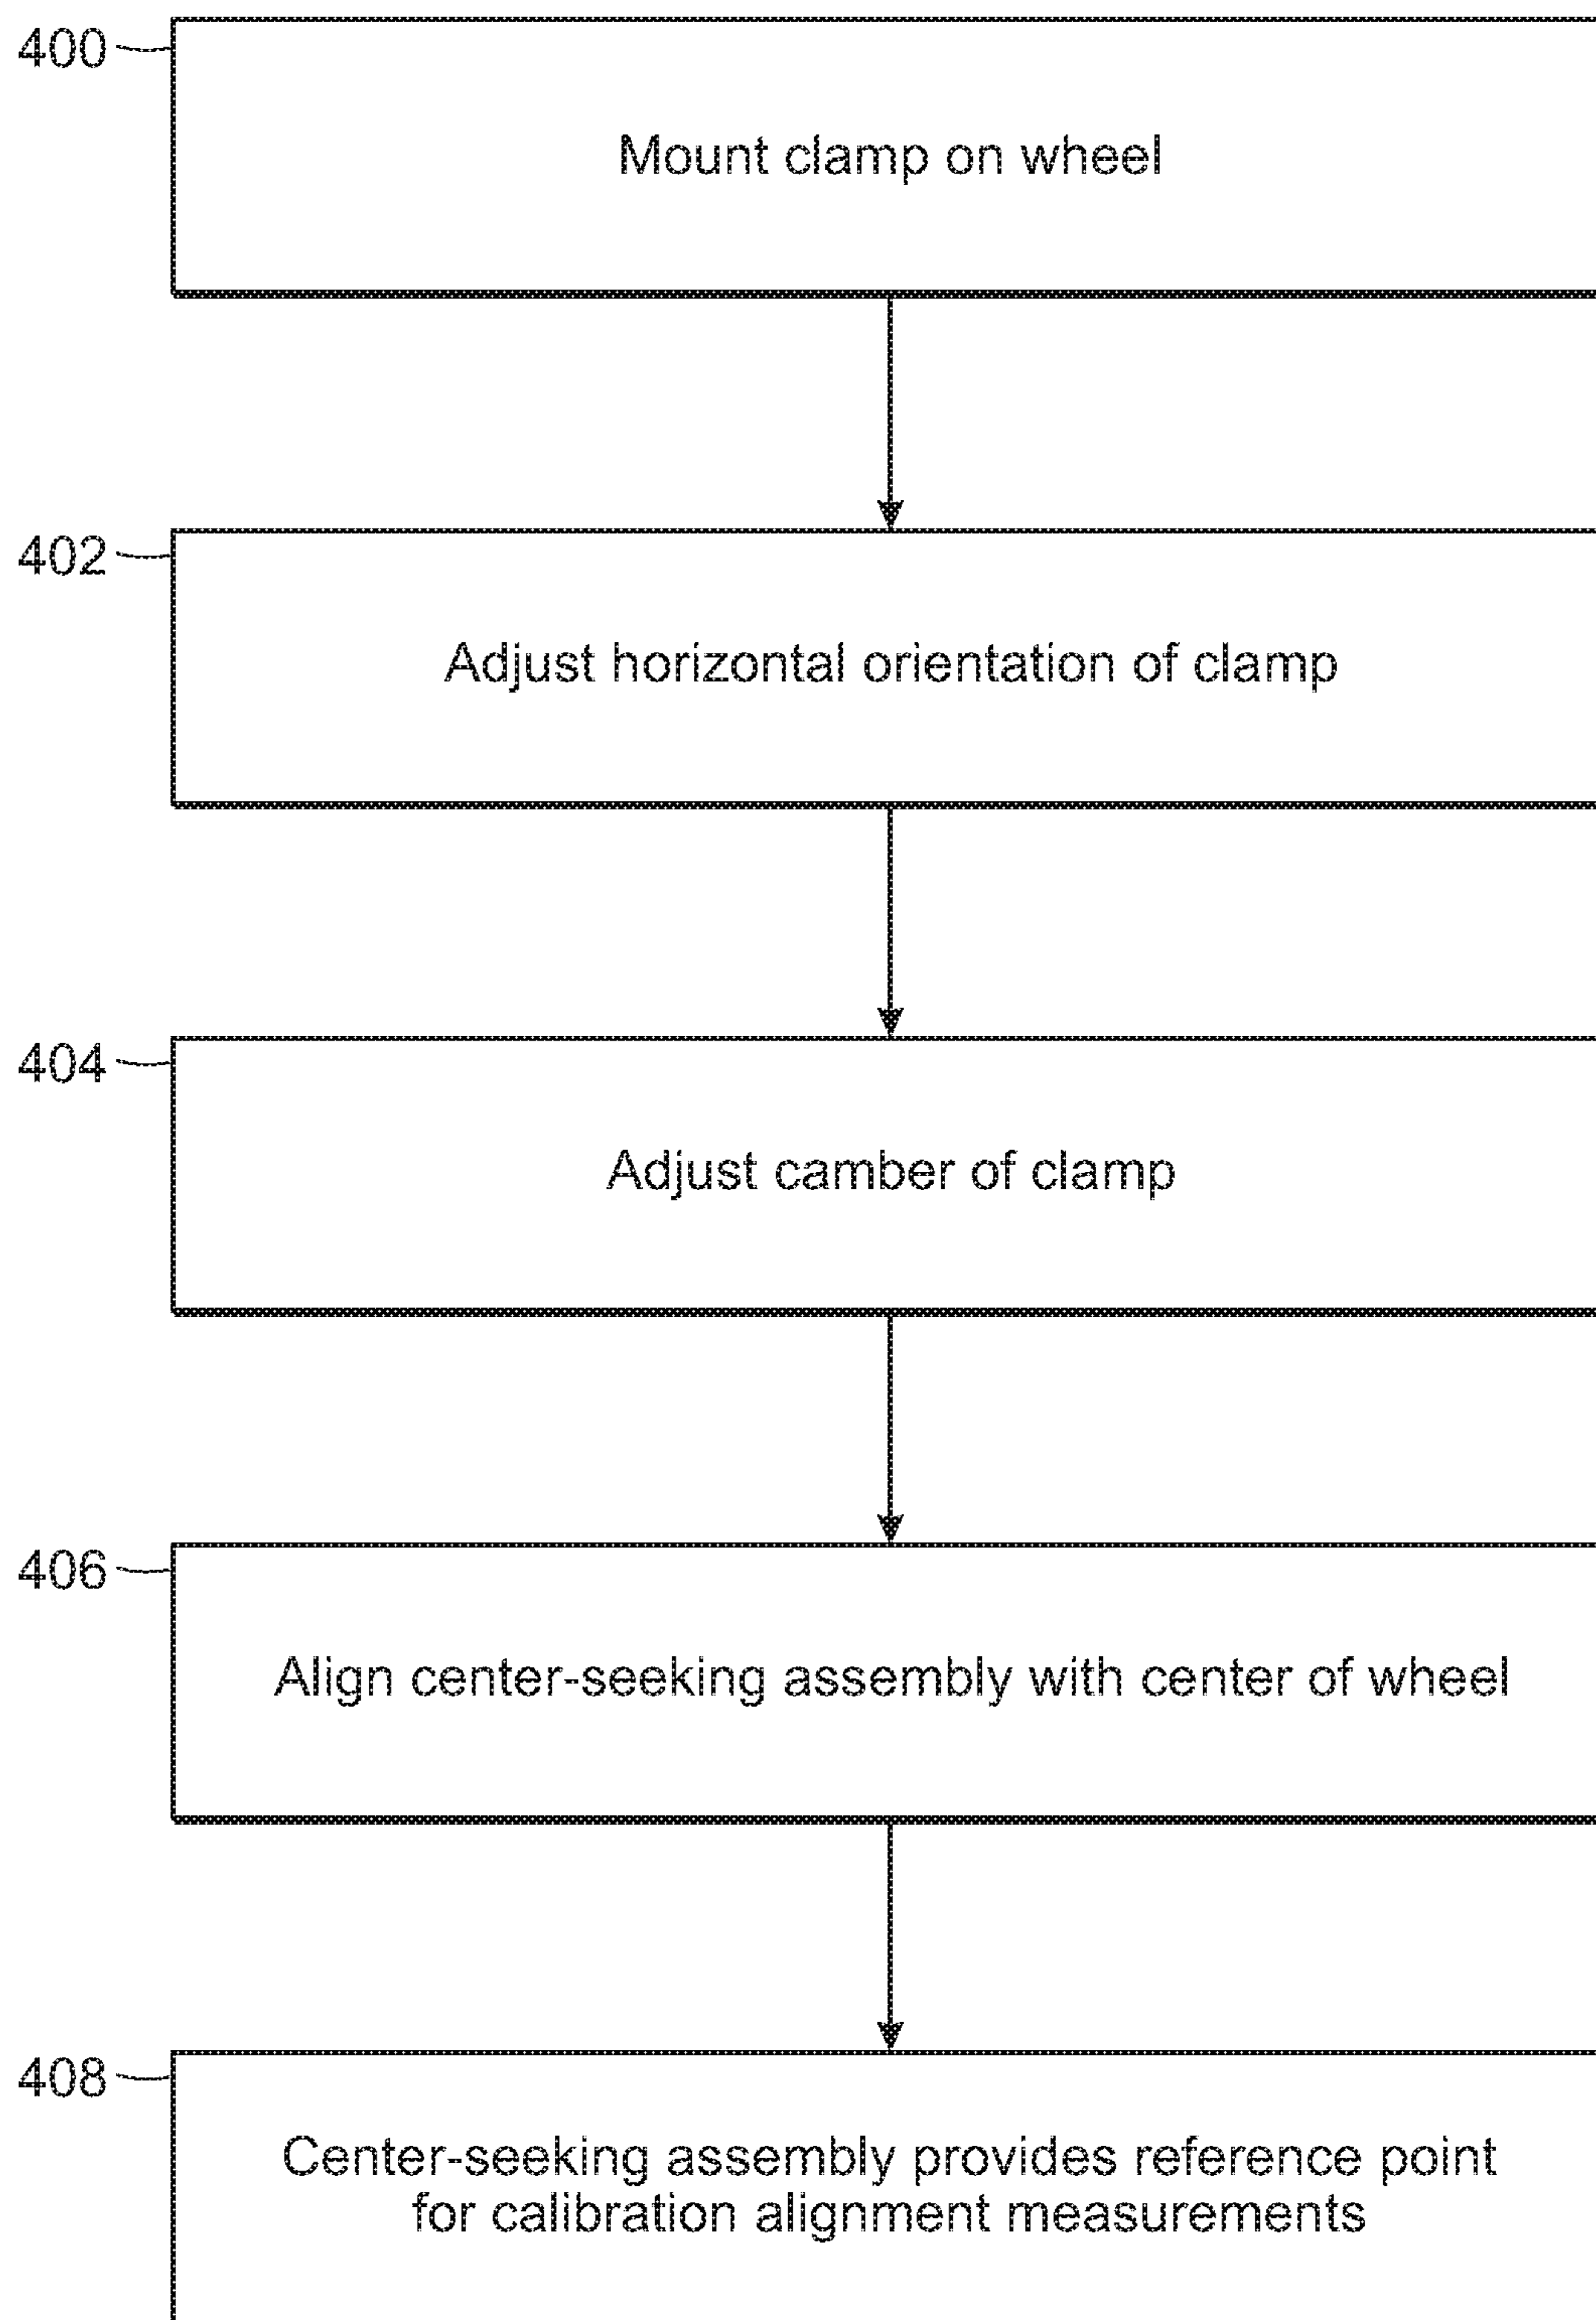 400
Mount clamp on wheel
402
Adjust horizontal orientation of clamp
404
Adjust camber of clamp
406
Align center-seeking assembly with center of wheel
408
Center-seeking assembly provides reference point
for calibration alignment measurements